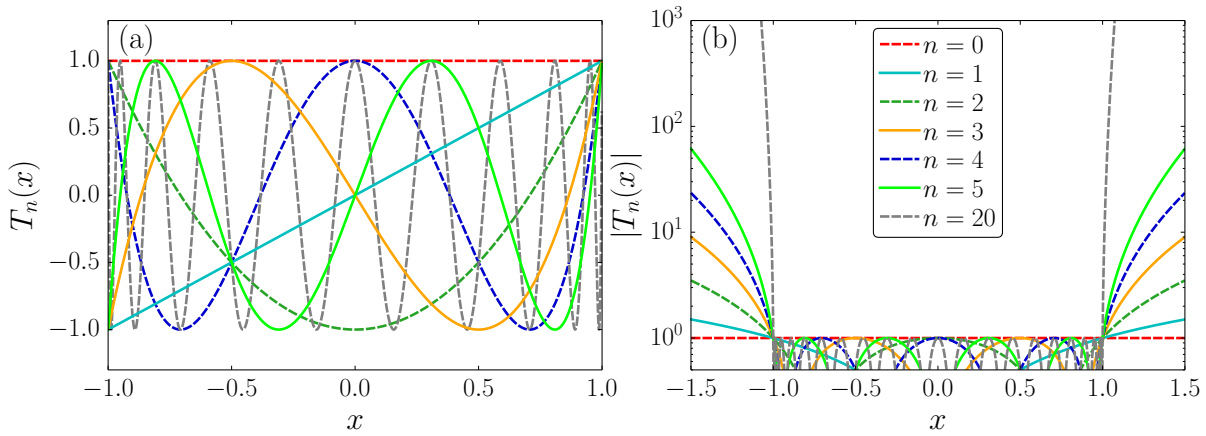 (a)
T_n(x)
1.0
0.5
0.0
−0.5
−1.0
−1.0 −0.5 0.0 0.5 1.0
x
(b)
|T_n(x)|
10^3
10^2
10^1
10^0
−1.5 −1.0 −0.5 0.0 0.5 1.0 1.5
x
n = 0
n = 1
n = 2
n = 3
n = 4
n = 5
n = 20